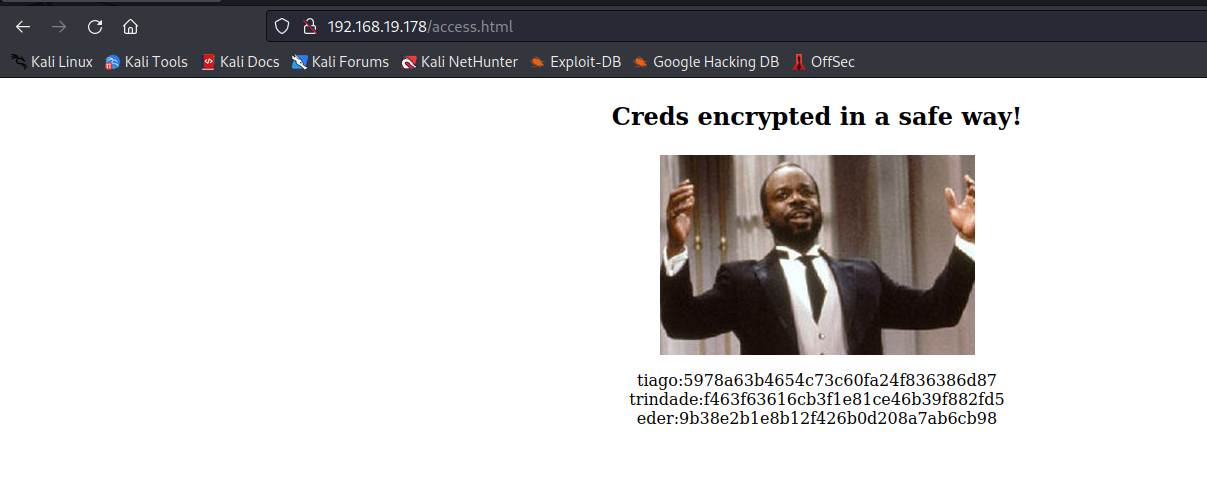 192.168.19.178/access.html
Kali Linux Kali Tools Kali Docs Kali Forums Kali NetHunter Exploit-DB Google Hacking DB OffSec
Creds encrypted in a safe way!
tiago:5978a63b4654c73c60fa24f836386d87
trindade:f463f63616cb3f1e81ce46b39f882fd5
eder:9b38e2b1e8b12f426b0d208a7ab6cb98